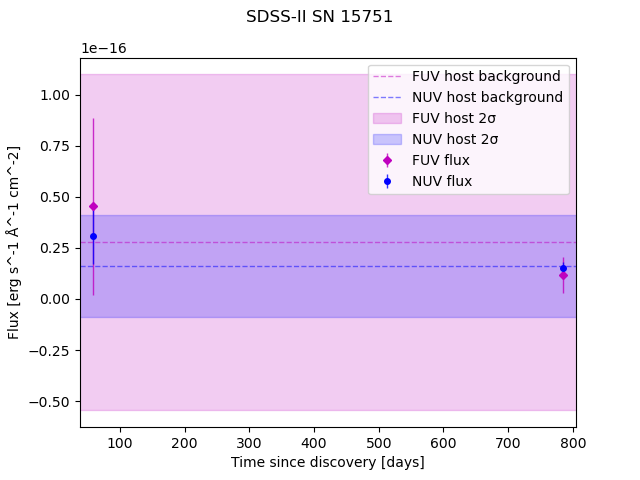 SDSS-II SN 15751
1e−16
FUV host background
NUV host background
FUV host 2σ
NUV host 2σ
FUV flux
NUV flux
1.00
0.75
0.50
0.25
0.00
−0.25
−0.50
Flux [erg s^-1 Å^-1 cm^-2]
100 200 300 400 500 600 700 800
Time since discovery [days]